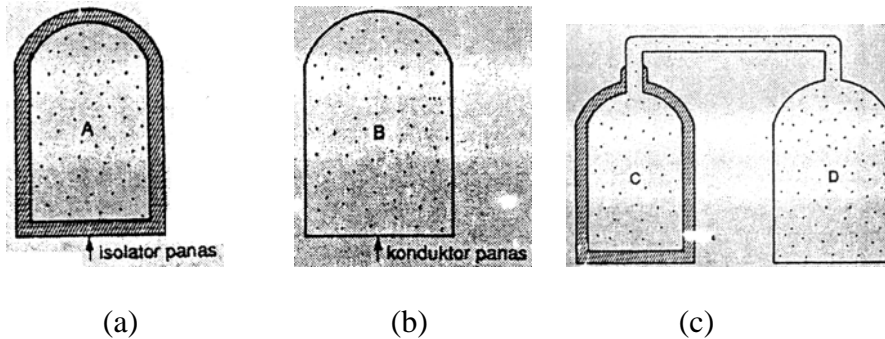 A
B
C
D
isolator panas
konduktor panas
(a)
(b)
(c)